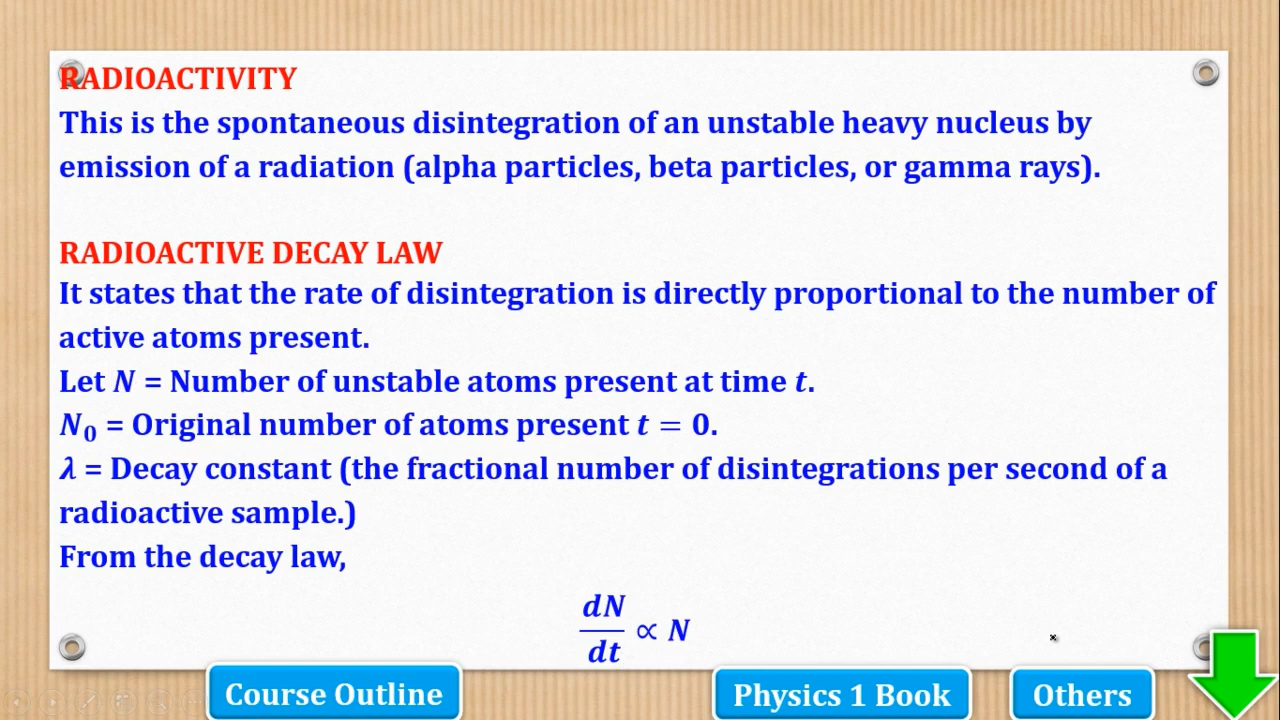 RADIOACTIVITY
This is the spontaneous disintegration of an unstable heavy nucleus by
emission of a radiation (alpha particles, beta particles, or gamma rays).
RADIOACTIVE DECAY LAW
It states that the rate of disintegration is directly proportional to the number of
active atoms present.
Let N = Number of unstable atoms present at time t.
N₀ = Original number of atoms present t = 0.
λ = Decay constant (the fractional number of disintegrations per second of a
radioactive sample.)
From the decay law,
dN/dt ∝ N
Course Outline
Physics 1 Book
Others